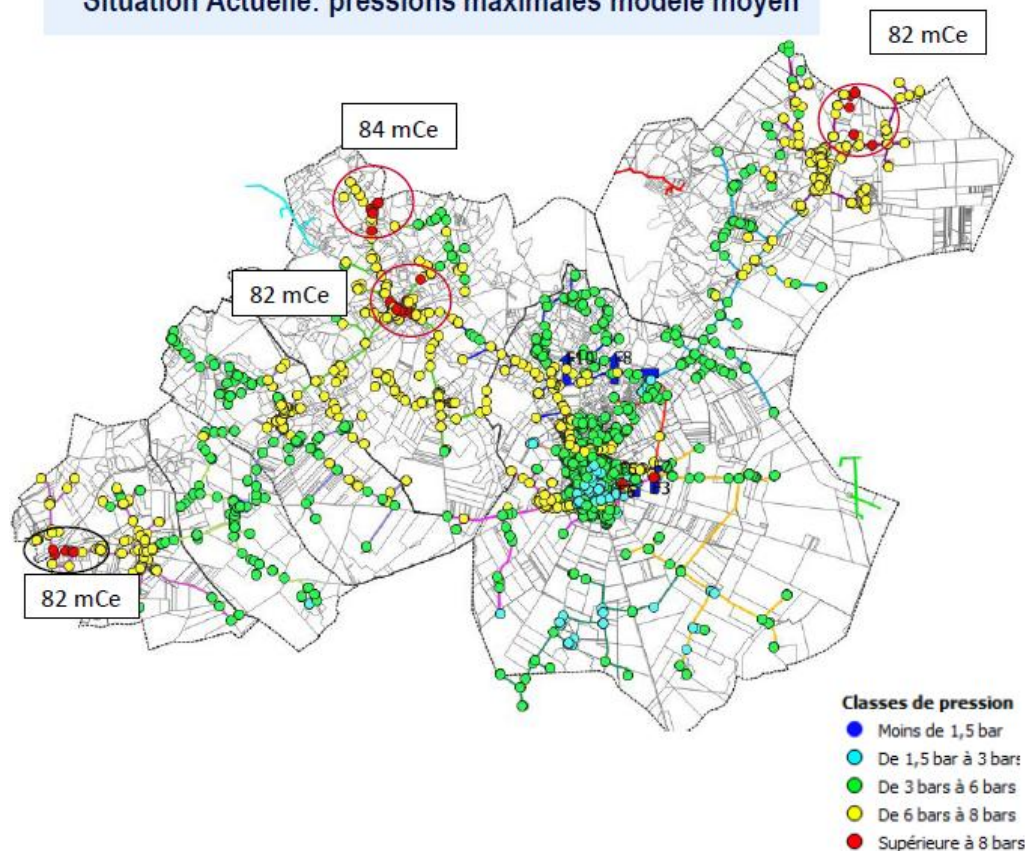 Situation Actuelle: pressions maximales modèle moyen
82 mCe
84 mCe
82 mCe
82 mCe
F8
F3
Classes de pression
Moins de 1,5 bar
De 1,5 bar à 3 bars
De 3 bars à 6 bars
De 6 bars à 8 bars
Supérieure à 8 bars